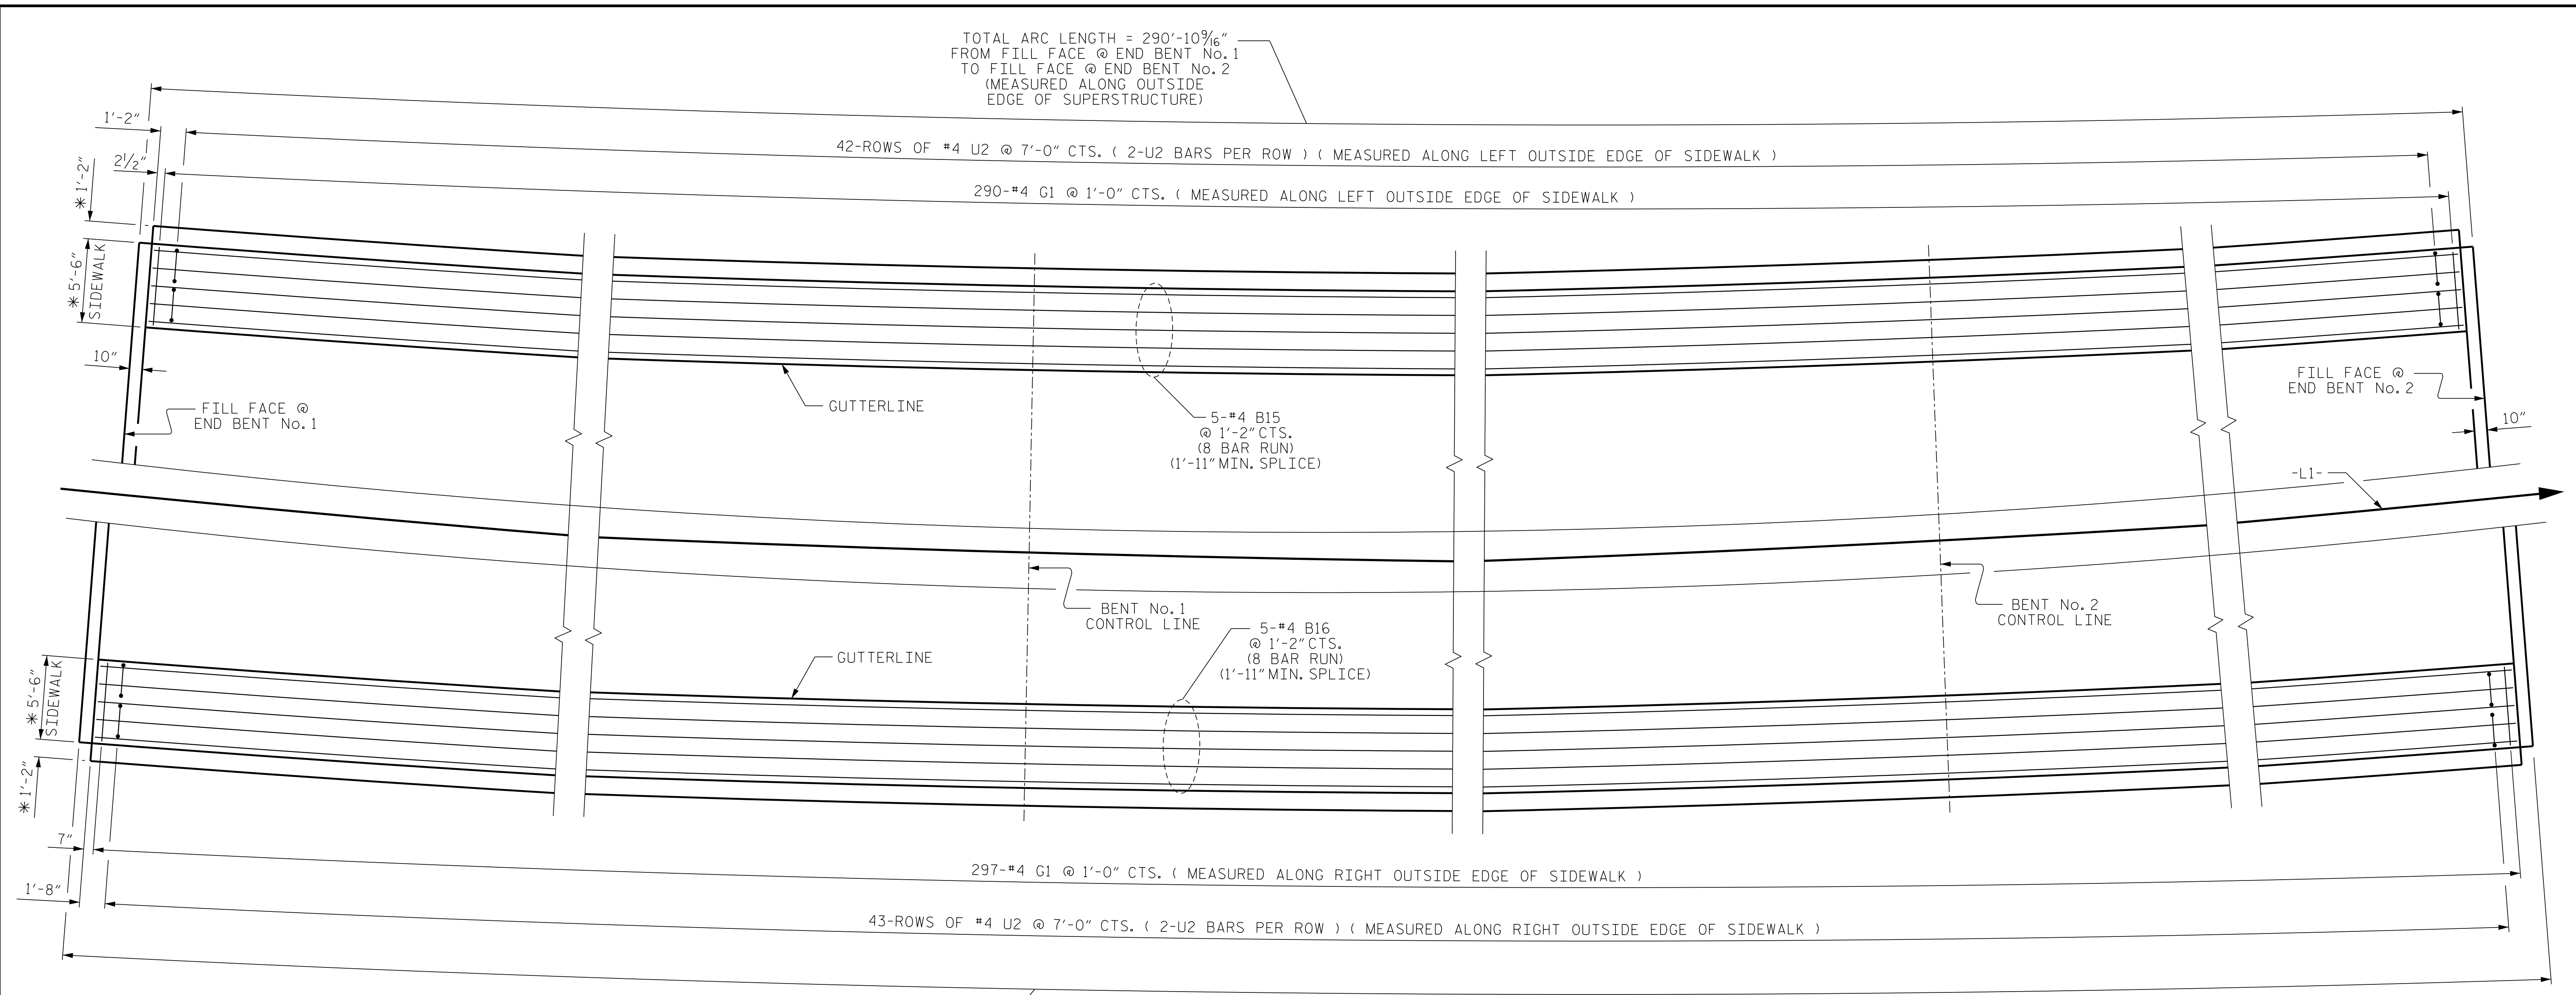 TOTAL ARC LENGTH = 290'-10 9/16"
FROM FILL FACE @ END BENT No. 1
TO FILL FACE @ END BENT No. 2
(MEASURED ALONG OUTSIDE
EDGE OF SUPERSTRUCTURE)
1'-2"
42-ROWS OF #4 U2 @ 7'-0" CTS. ( 2-U2 BARS PER ROW ) ( MEASURED ALONG LEFT OUTSIDE EDGE OF SIDEWALK )
2 1/2"
290-#4 G1 @ 1'-0" CTS. ( MEASURED ALONG LEFT OUTSIDE EDGE OF SIDEWALK )
*1'-2"
*5'-6"
SIDEWALK
10"
FILL FACE @
END BENT No. 1
GUTTERLINE
5-#4 B15
@ 1'-2" CTS.
(8 BAR RUN)
(1'-11" MIN. SPLICE)
FILL FACE @
END BENT No. 2
10"
-L1-
BENT No. 1
CONTROL LINE
BENT No. 2
CONTROL LINE
5-#4 B16
@ 1'-2" CTS.
(8 BAR RUN)
(1'-11" MIN. SPLICE)
GUTTERLINE
*5'-6"
SIDEWALK
*1'-2"
7"
297-#4 G1 @ 1'-0" CTS. ( MEASURED ALONG RIGHT OUTSIDE EDGE OF SIDEWALK )
1'-8"
43-ROWS OF #4 U2 @ 7'-0" CTS. ( 2-U2 BARS PER ROW ) ( MEASURED ALONG RIGHT OUTSIDE EDGE OF SIDEWALK )